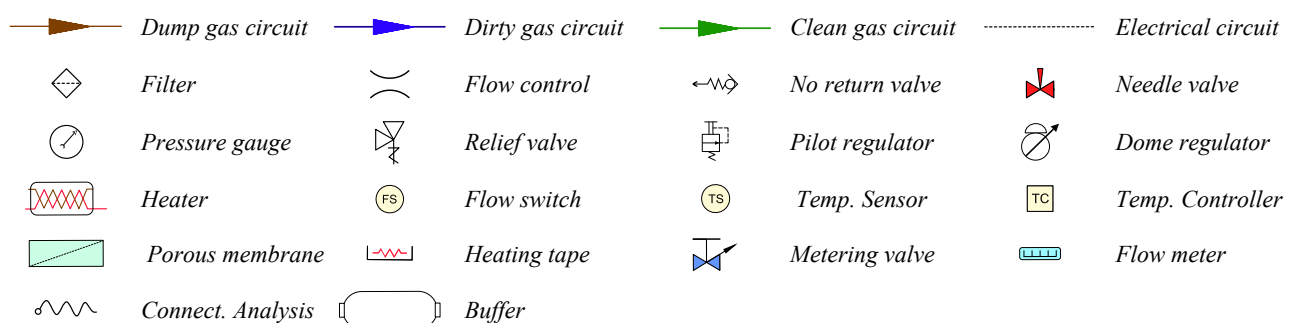 Dump gas circuit Dirty gas circuit Clean gas circuit Electrical circuit
Filter Flow control No return valve Needle valve
Pressure gauge Relief valve Pilot regulator Dome regulator
Heater FS Flow switch TS Temp. Sensor TC Temp. Controller
Porous membrane Heating tape Metering valve Flow meter
Connect. Analysis Buffer